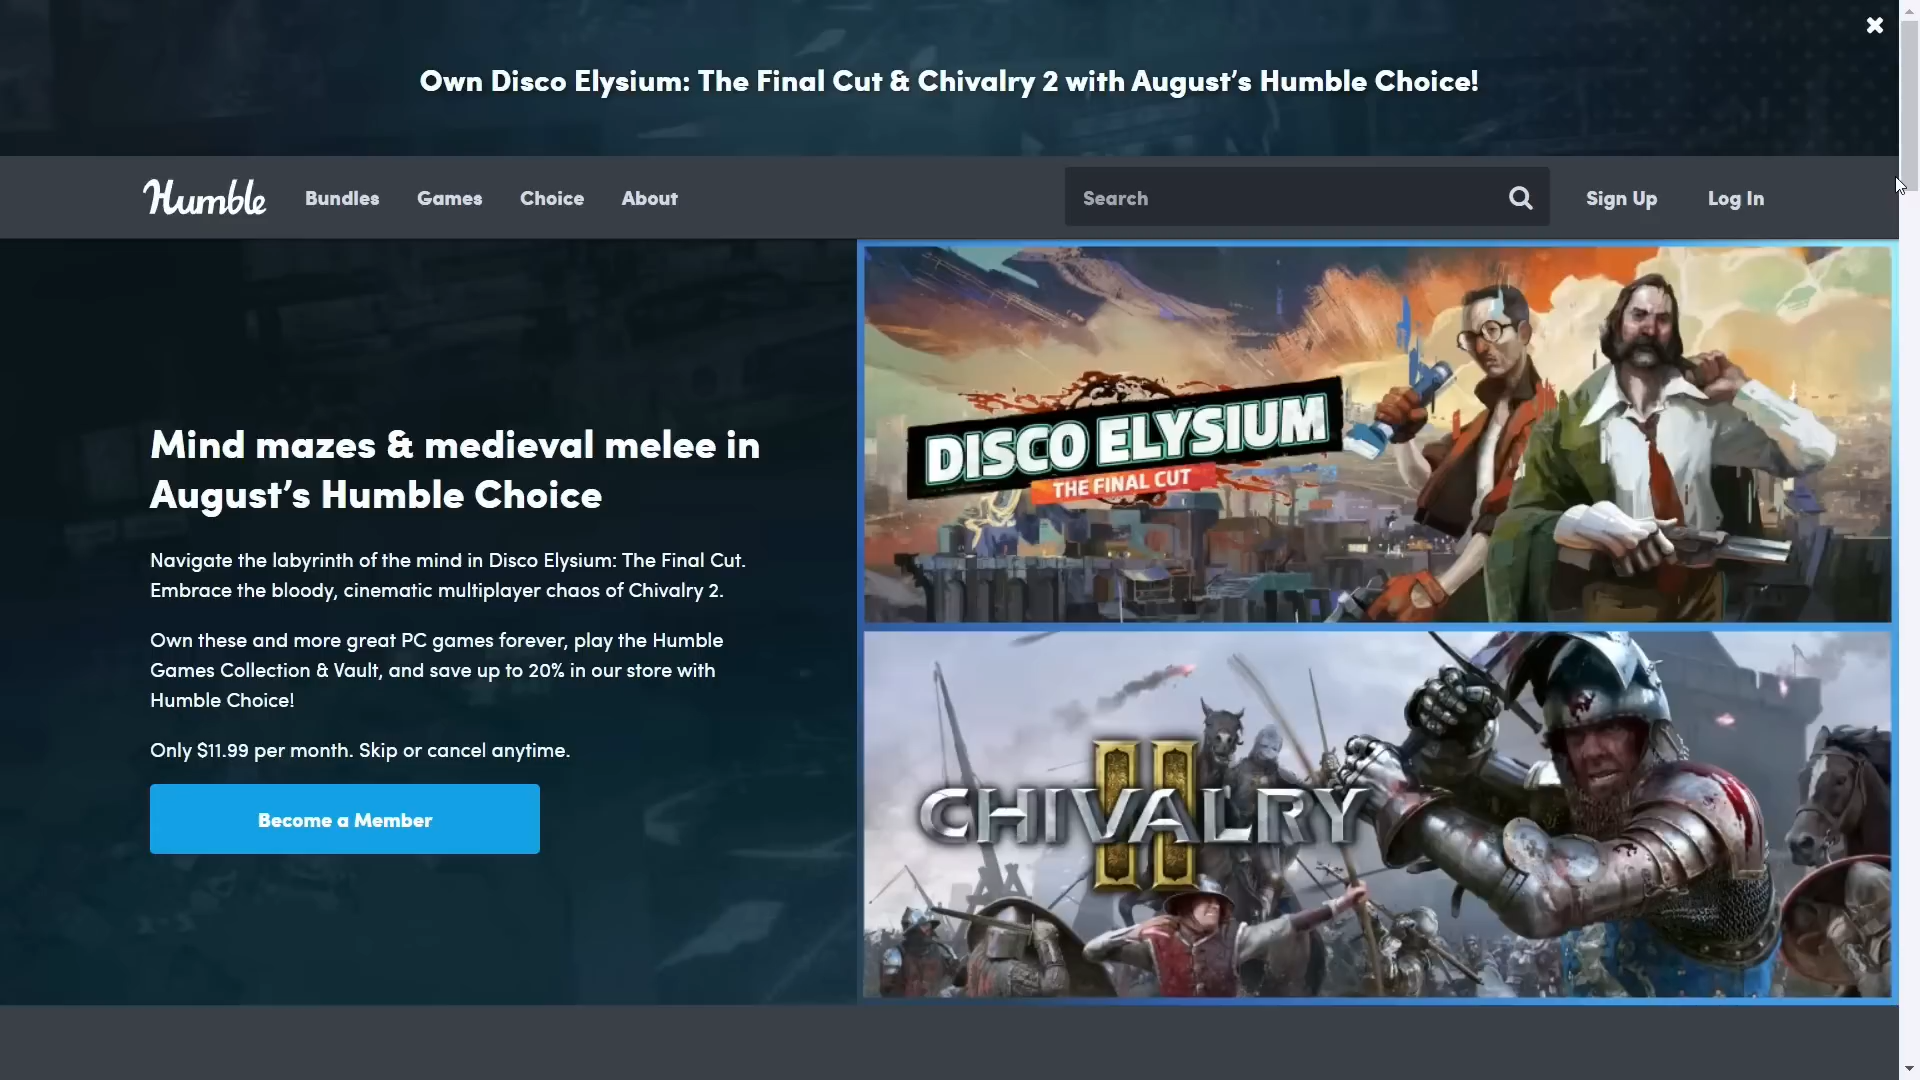 Own Disco Elysium: The Final Cut & Chivalry 2 with August’s Humble Choice!
Humble
Bundles
Games
Choice
About
Search
Sign Up
Log In
Mind mazes & medieval melee in
August’s Humble Choice
Navigate the labyrinth of the mind in Disco Elysium: The Final Cut.
Embrace the bloody, cinematic multiplayer chaos of Chivalry 2.
Own these and more great PC games forever, play the Humble
Games Collection & Vault, and save up to 20% in our store with
Humble Choice!
Only $11.99 per month. Skip or cancel anytime.
Become a Member
DISCO ELYSIUM
THE FINAL CUT
CHIVALRY
II